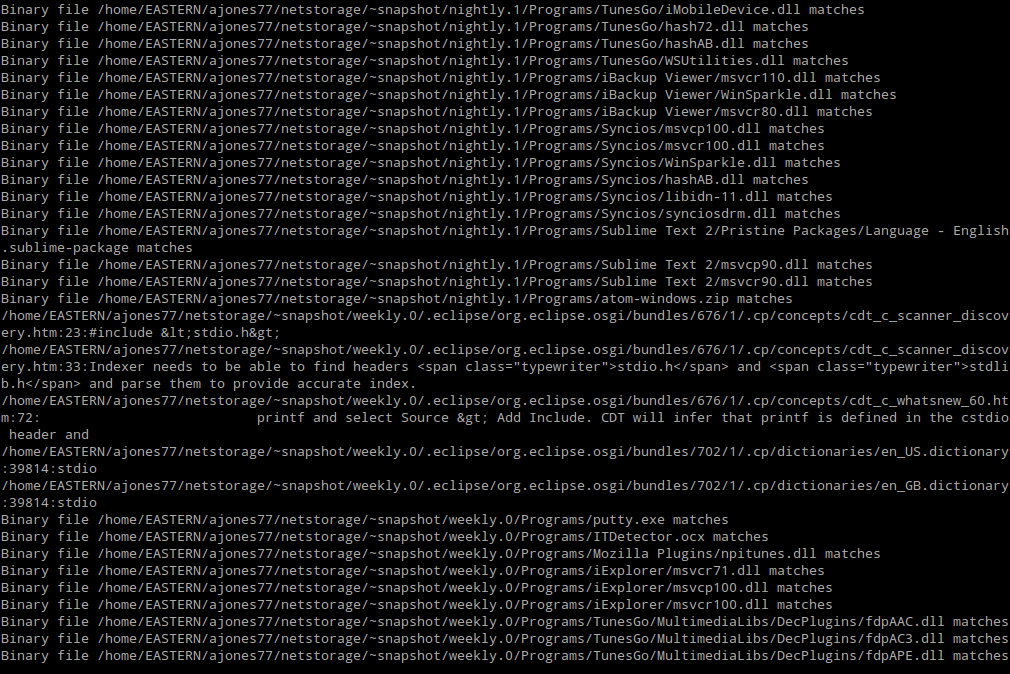 Binary file /home/EASTERN/ajones77/netstorage/~snapshot/nightly.1/Programs/TunesGo/iMobileDevice.dll matches
Binary file /home/EASTERN/ajones77/netstorage/~snapshot/nightly.1/Programs/TunesGo/hash72.dll matches
Binary file /home/EASTERN/ajones77/netstorage/~snapshot/nightly.1/Programs/TunesGo/hashAB.dll matches
Binary file /home/EASTERN/ajones77/netstorage/~snapshot/nightly.1/Programs/TunesGo/WSUtilities.dll matches
Binary file /home/EASTERN/ajones77/netstorage/~snapshot/nightly.1/Programs/iBackup Viewer/msvcr110.dll matches
Binary file /home/EASTERN/ajones77/netstorage/~snapshot/nightly.1/Programs/iBackup Viewer/WinSparkle.dll matches
Binary file /home/EASTERN/ajones77/netstorage/~snapshot/nightly.1/Programs/iBackup Viewer/msvcr80.dll matches
Binary file /home/EASTERN/ajones77/netstorage/~snapshot/nightly.1/Programs/Syncios/msvcp100.dll matches
Binary file /home/EASTERN/ajones77/netstorage/~snapshot/nightly.1/Programs/Syncios/msvcr100.dll matches
Binary file /home/EASTERN/ajones77/netstorage/~snapshot/nightly.1/Programs/Syncios/WinSparkle.dll matches
Binary file /home/EASTERN/ajones77/netstorage/~snapshot/nightly.1/Programs/Syncios/hashAB.dll matches
Binary file /home/EASTERN/ajones77/netstorage/~snapshot/nightly.1/Programs/Syncios/libidn-11.dll matches
Binary file /home/EASTERN/ajones77/netstorage/~snapshot/nightly.1/Programs/Syncios/synciosdrm.dll matches
Binary file /home/EASTERN/ajones77/netstorage/~snapshot/nightly.1/Programs/Sublime Text 2/Pristine Packages/Language - English
.sublime-package matches
Binary file /home/EASTERN/ajones77/netstorage/~snapshot/nightly.1/Programs/Sublime Text 2/msvcp90.dll matches
Binary file /home/EASTERN/ajones77/netstorage/~snapshot/nightly.1/Programs/Sublime Text 2/msvcr90.dll matches
Binary file /home/EASTERN/ajones77/netstorage/~snapshot/nightly.1/Programs/atom-windows.zip matches
/home/EASTERN/ajones77/netstorage/~snapshot/weekly.0/.eclipse/org.eclipse.osgi/bundles/676/1/.cp/concepts/cdt_c_scanner_discov
ery.htm:23:#include &lt;stdio.h&gt;
/home/EASTERN/ajones77/netstorage/~snapshot/weekly.0/.eclipse/org.eclipse.osgi/bundles/676/1/.cp/concepts/cdt_c_scanner_discov
ery.htm:33:Indexer needs to be able to find headers <span class="typewriter">stdio.h</span> and <span class="typewriter">stdli
b.h</span> and parse them to provide accurate index.
/home/EASTERN/ajones77/netstorage/~snapshot/weekly.0/.eclipse/org.eclipse.osgi/bundles/676/1/.cp/concepts/cdt_c_whatsnew_60.ht
m:72:                           printf and select Source &gt; Add Include. CDT will infer that printf is defined in the cstdio
 header and
/home/EASTERN/ajones77/netstorage/~snapshot/weekly.0/.eclipse/org.eclipse.osgi/bundles/702/1/.cp/dictionaries/en_US.dictionary
:39814:stdio
/home/EASTERN/ajones77/netstorage/~snapshot/weekly.0/.eclipse/org.eclipse.osgi/bundles/702/1/.cp/dictionaries/en_GB.dictionary
:39814:stdio
Binary file /home/EASTERN/ajones77/netstorage/~snapshot/weekly.0/Programs/putty.exe matches
Binary file /home/EASTERN/ajones77/netstorage/~snapshot/weekly.0/Programs/ITDetector.ocx matches
Binary file /home/EASTERN/ajones77/netstorage/~snapshot/weekly.0/Programs/Mozilla Plugins/npitunes.dll matches
Binary file /home/EASTERN/ajones77/netstorage/~snapshot/weekly.0/Programs/iExplorer/msvcr71.dll matches
Binary file /home/EASTERN/ajones77/netstorage/~snapshot/weekly.0/Programs/iExplorer/msvcp100.dll matches
Binary file /home/EASTERN/ajones77/netstorage/~snapshot/weekly.0/Programs/iExplorer/msvcr100.dll matches
Binary file /home/EASTERN/ajones77/netstorage/~snapshot/weekly.0/Programs/TunesGo/MultimediaLibs/DecPlugins/fdpAAC.dll matches
Binary file /home/EASTERN/ajones77/netstorage/~snapshot/weekly.0/Programs/TunesGo/MultimediaLibs/DecPlugins/fdpAC3.dll matches
Binary file /home/EASTERN/ajones77/netstorage/~snapshot/weekly.0/Programs/TunesGo/MultimediaLibs/DecPlugins/fdpAPE.dll matches